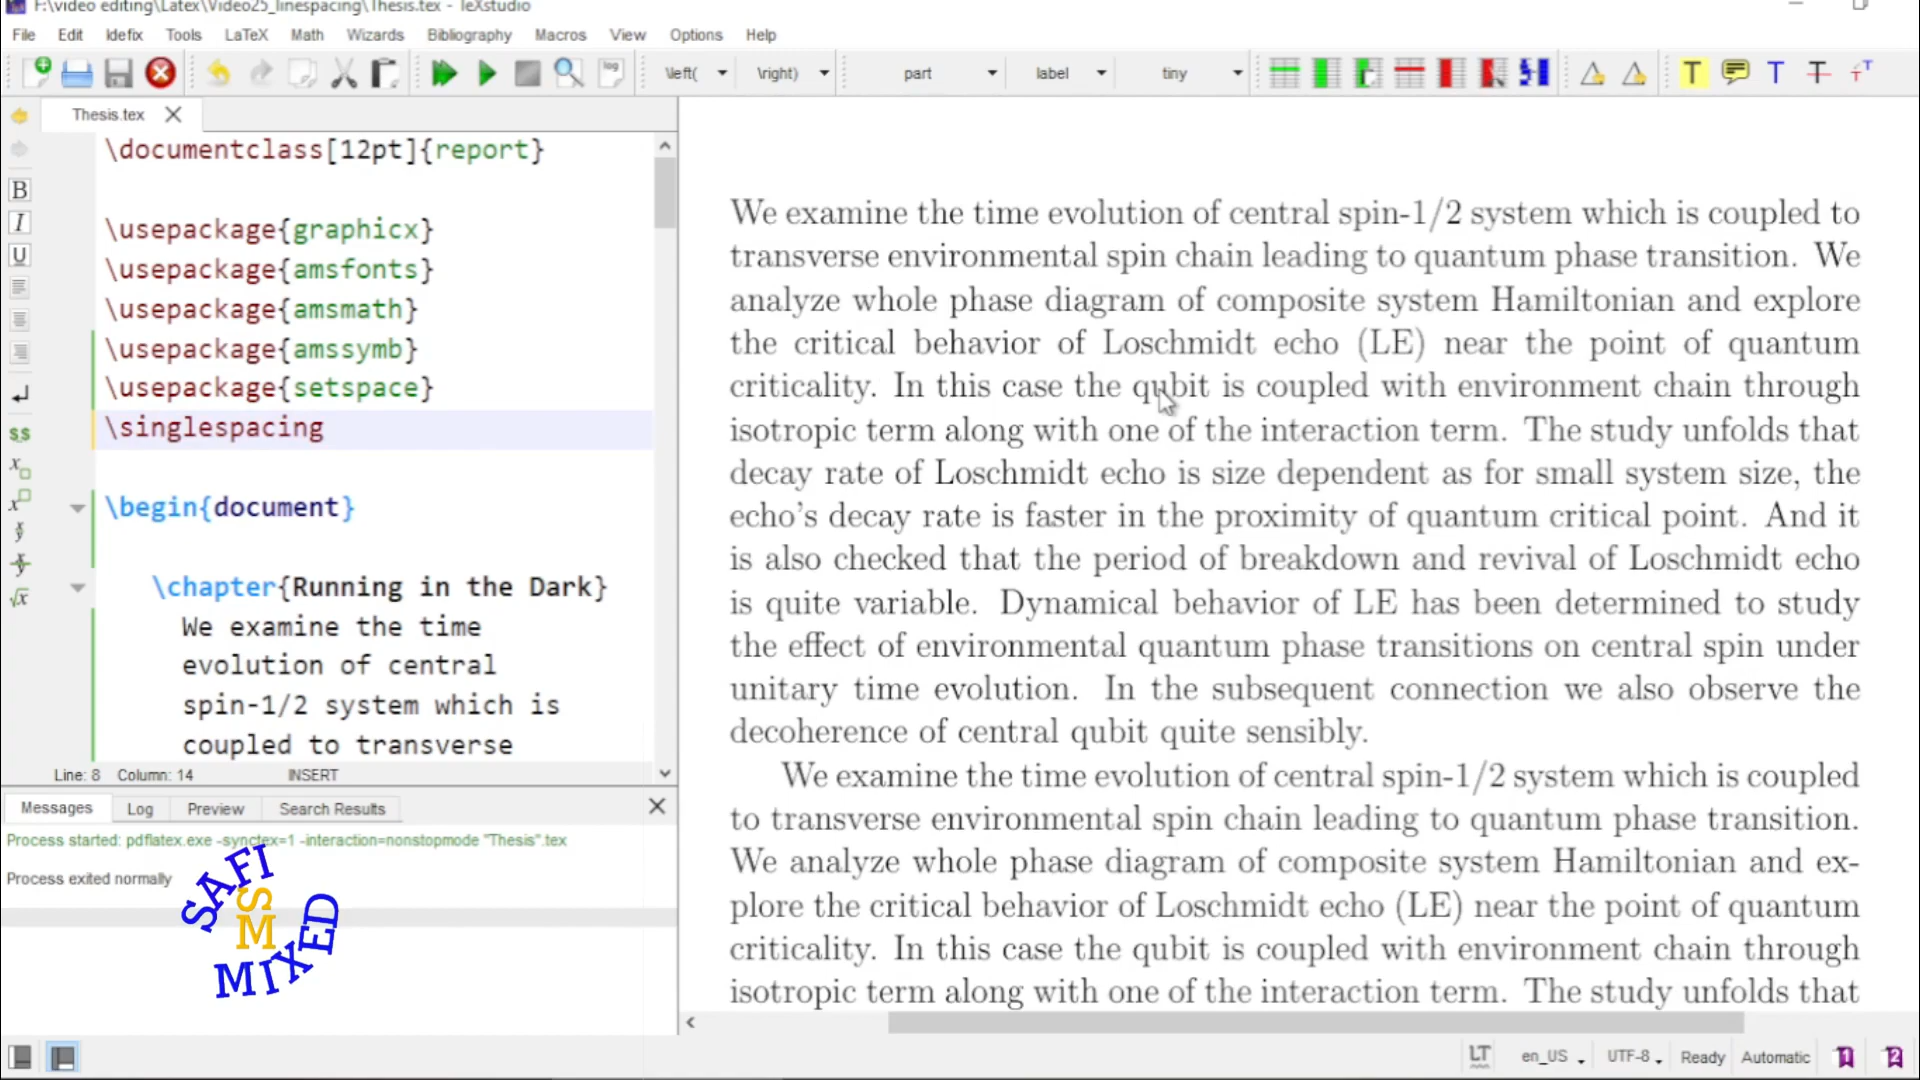 F:\video editing\Latex\Video25_linespacing\Thesis.tex - TeXstudio
File Edit Idefix Tools LaTeX Math Wizards Bibliography Macros View Options Help
log \left( \right) part label tiny
Thesis.tex
\documentclass[12pt]{report}
\usepackage{graphicx}
\usepackage{amsfonts}
\usepackage{amsmath}
\usepackage{amssymb}
\usepackage{setspace}
\singlespacing
\begin{document}
\chapter{Running in the Dark}
We examine the time
evolution of central
spin-1/2 system which is
coupled to transverse
Line: 8 Column: 14 INSERT
Messages Log Preview Search Results
Process started: pdflatex.exe -synctex=1 -interaction=nonstopmode "Thesis".tex
Process exited normally
SAFI
SM
MIXED
We examine the time evolution of central spin-1/2 system which is coupled to
transverse environmental spin chain leading to quantum phase transition. We
analyze whole phase diagram of composite system Hamiltonian and explore
the critical behavior of Loschmidt echo (LE) near the point of quantum
criticality. In this case the qubit is coupled with environment chain through
isotropic term along with one of the interaction term. The study unfolds that
decay rate of Loschmidt echo is size dependent as for small system size, the
echo's decay rate is faster in the proximity of quantum critical point. And it
is also checked that the period of breakdown and revival of Loschmidt echo
is quite variable. Dynamical behavior of LE has been determined to study
the effect of environmental quantum phase transitions on central spin under
unitary time evolution. In the subsequent connection we also observe the
decoherence of central qubit quite sensibly.
We examine the time evolution of central spin-1/2 system which is coupled
to transverse environmental spin chain leading to quantum phase transition.
We analyze whole phase diagram of composite system Hamiltonian and ex-
plore the critical behavior of Loschmidt echo (LE) near the point of quantum
criticality. In this case the qubit is coupled with environment chain through
isotropic term along with one of the interaction term. The study unfolds that
LT en_US UTF-8 Ready Automatic 1 2